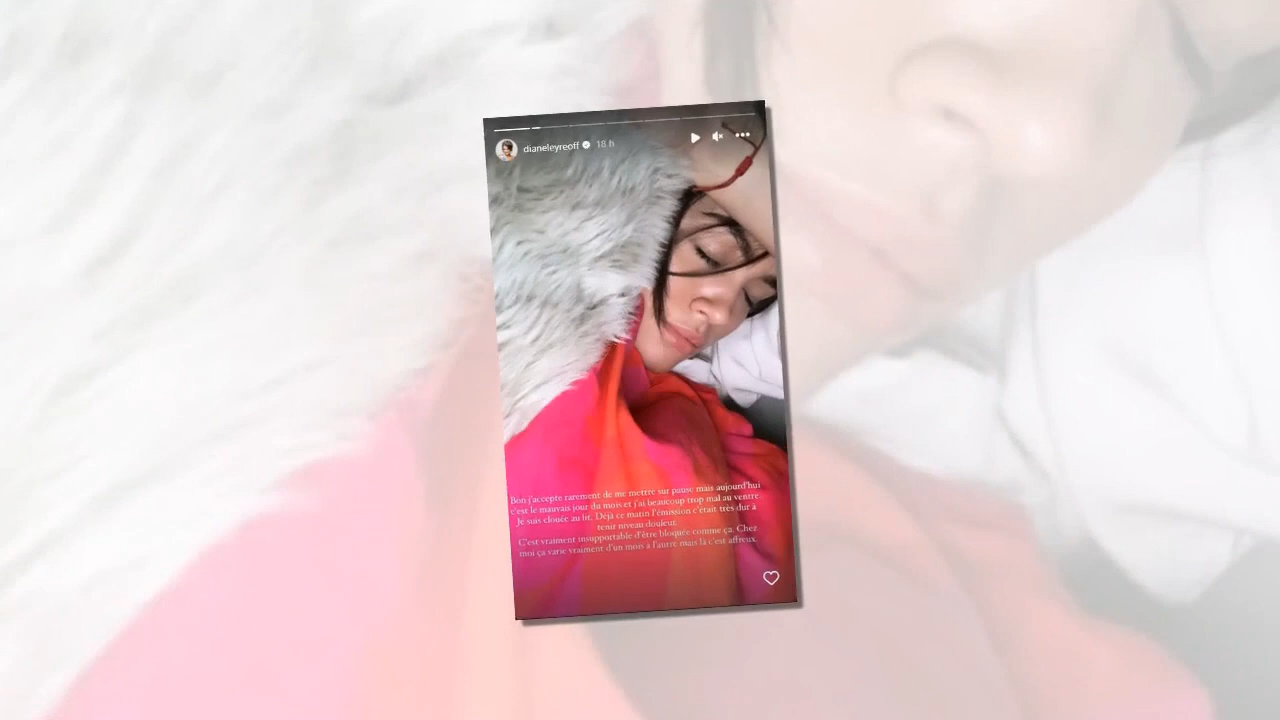 dianeleyreoff 18 h
Bon j'accepte rarement de me mettre sur pause mais aujourd'hui
c'est le mauvais jour du mois et j'ai beaucoup trop mal au ventre
Je suis clouée au lit. Déjà ce matin l'émission c'était très dur a
tenir niveau douleur.
C'est vraiment insupportable d'être bloquée comme ça. Chez
moi ça varie vraiment d'un mois à l'autre mais là c'est affreux.